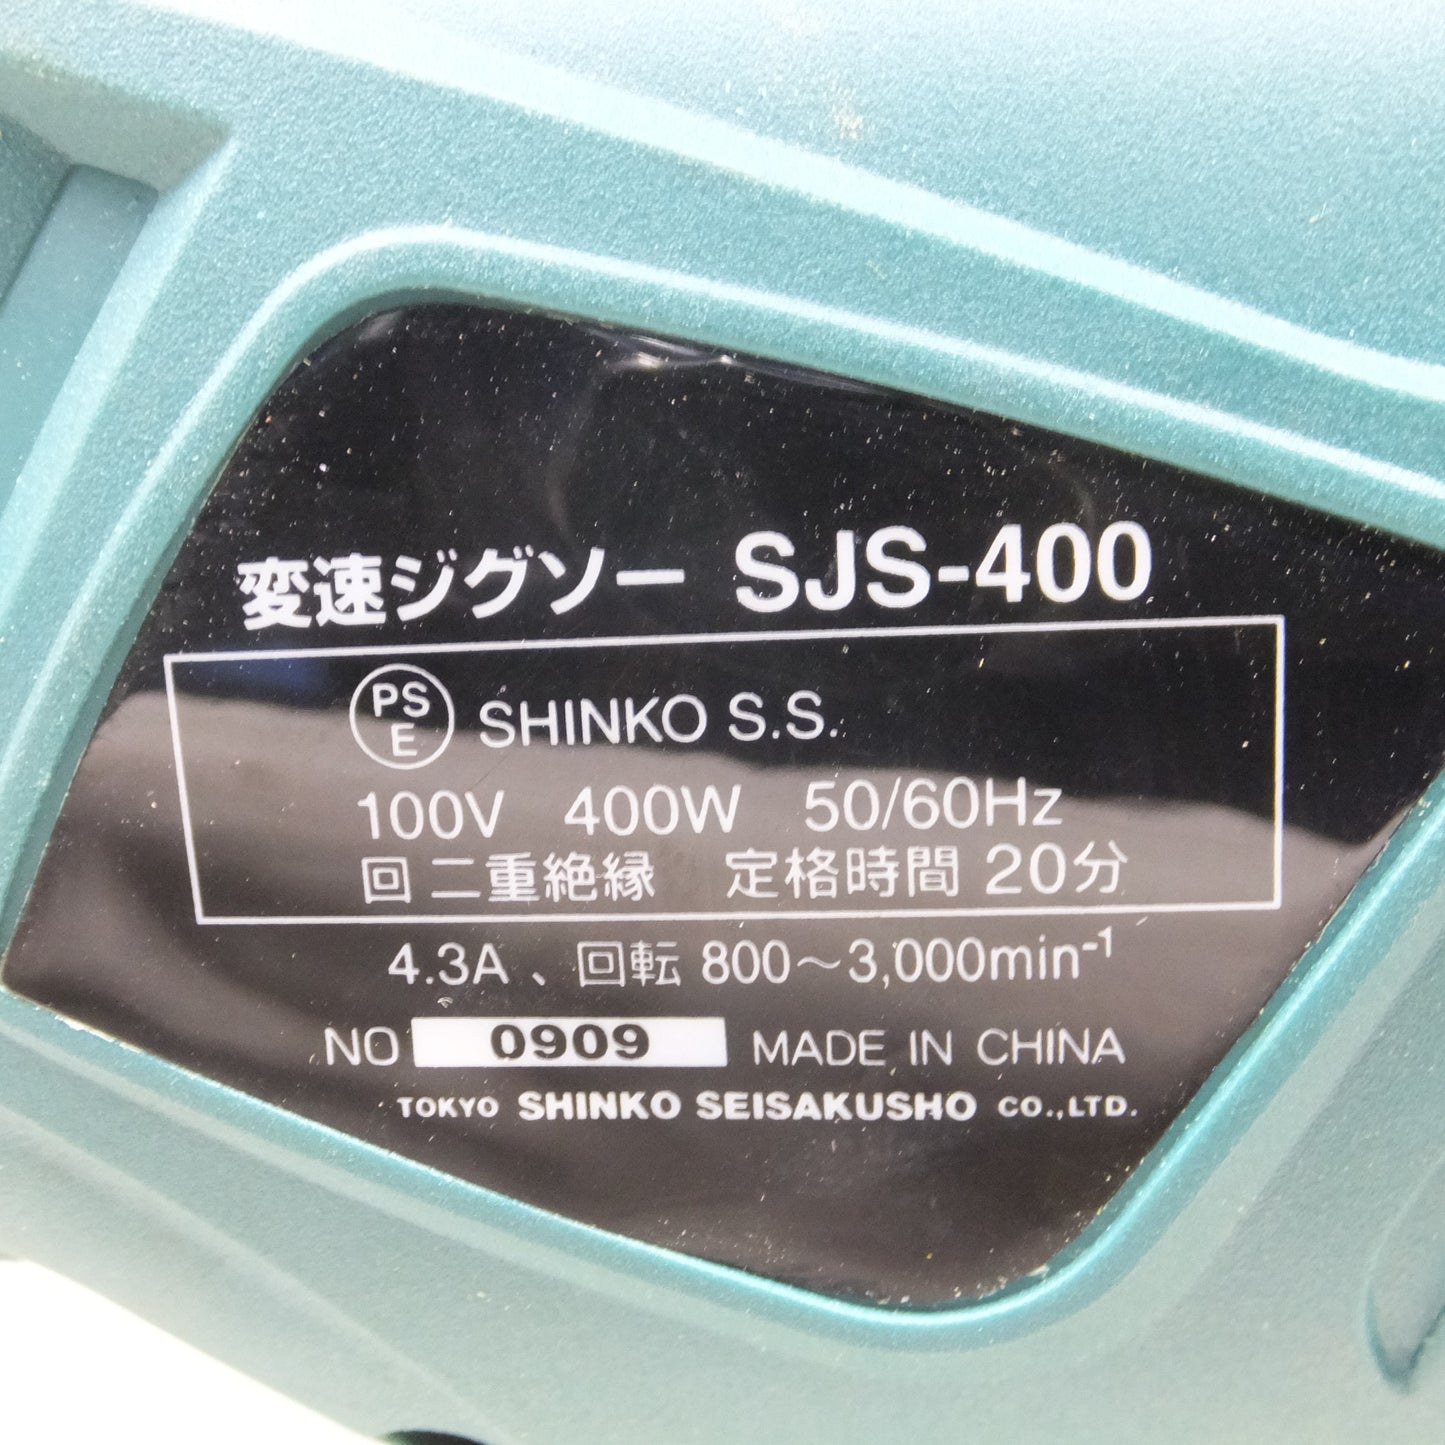 変速ジグソー SJS-400
PS
E
SHINKO S.S.
100V 400W 50/60Hz
回 二重絶縁 定格時間 20分
4.3A、回転 800～3,000min⁻¹
NO 0909 MADE IN CHINA
TOKYO SHINKO SEISAKUSHO CO.,LTD.